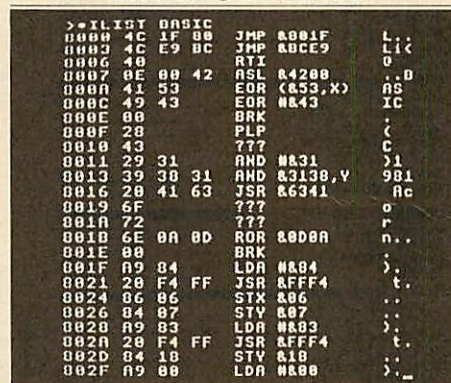 >*ILIST BASIC
8000 4C 1F 80 JMP &801F L..
8003 4C E9 BC JMP &BCE9 Li<
8006 40 RTI @
8007 0E 00 42 ASL &4200 ..B
800A 41 53 EOR (&53,X) AS
800C 49 43 EOR #&43 IC
800E 00 BRK .
800F 28 PLP (
8010 43 ??? C
8011 29 31 AND #&31 )1
8013 39 38 31 AND &3138,Y 981
8016 20 41 63 JSR &6341 Ac
8019 6F ??? o
801A 72 ??? r
801B 6E 0A 0D ROR &0D0A n..
801E 00 BRK .
801F A9 84 LDA #&84 ).
8021 20 F4 FF JSR &FFF4 t.
8024 86 06 STX &06 ..
8026 84 07 STY &07 ..
8028 A9 83 LDA #&83 ).
802A 20 F4 FF JSR &FFF4 t.
802D 84 18 STY &18 ..
802F A9 00 LDA #&00 )._